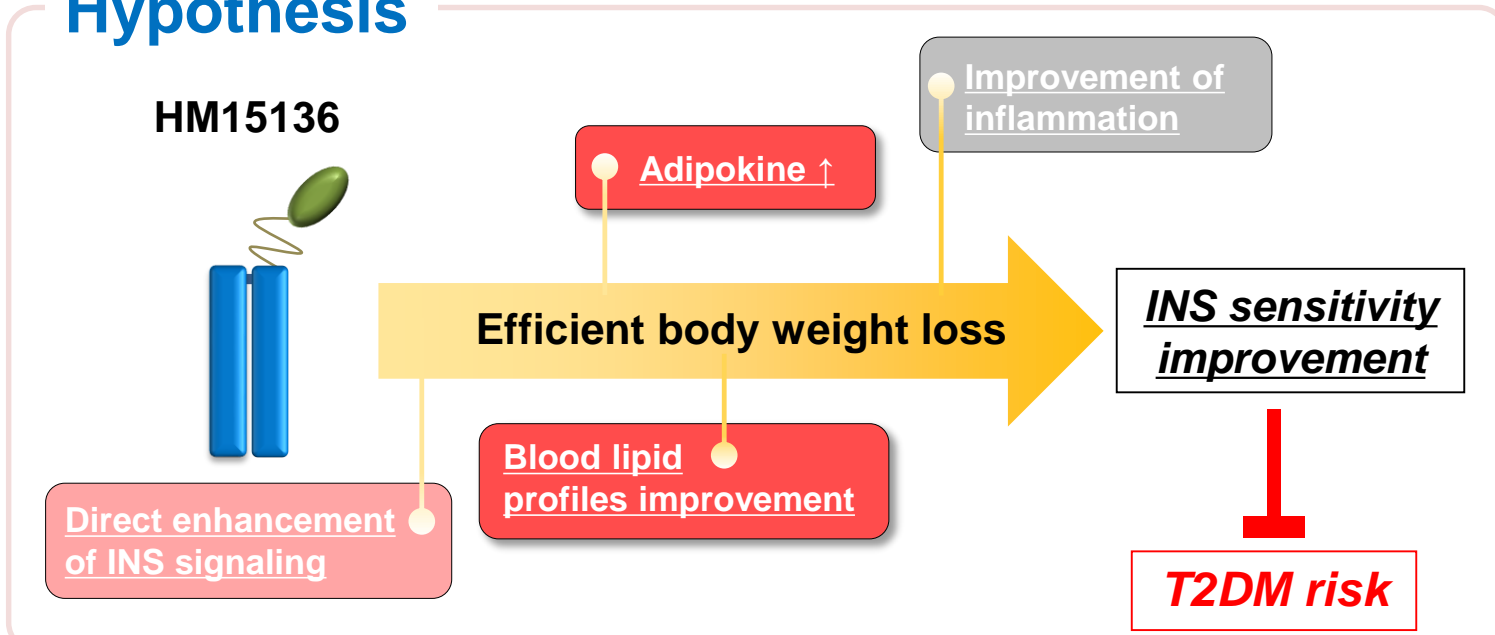 Hypothesis
HM15136
Improvement of
inflammation
Adipokine ↑
Efficient body weight loss
INS sensitivity
improvement
Blood lipid
profiles improvement
Direct enhancement
of INS signaling
T2DM risk